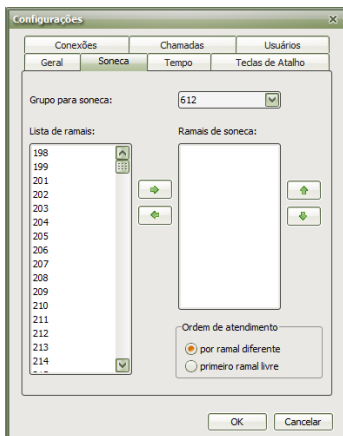 Configurações
Conexões Chamadas Usuários
Geral Soneca Tempo Teclas de Atalho
Grupo para soneca: 612
Lista de ramais: Ramais de soneca:
198
199
201
202
203
204
205
206
207
208
209
210
211
212
213
214
Ordem de atendimento
por ramal diferente
primeiro ramal livre
OK Cancelar